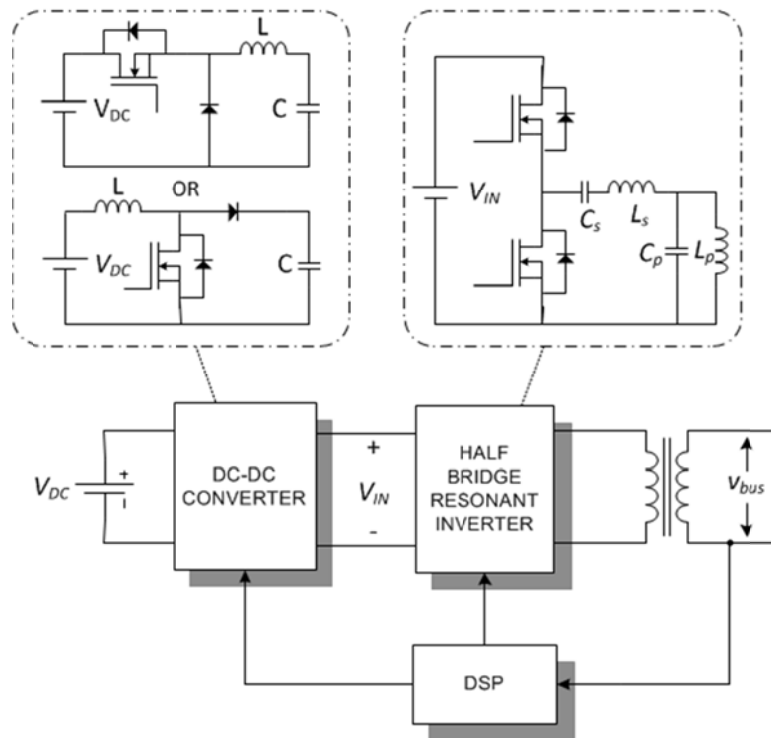 L
V_DC
C
OR
L
V_DC
C
V_IN
C_s
L_s
C_p
L_p
V_DC
+
DC-DC
CONVERTER
+
V_IN
-
HALF
BRIDGE
RESONANT
INVERTER
v_bus
DSP